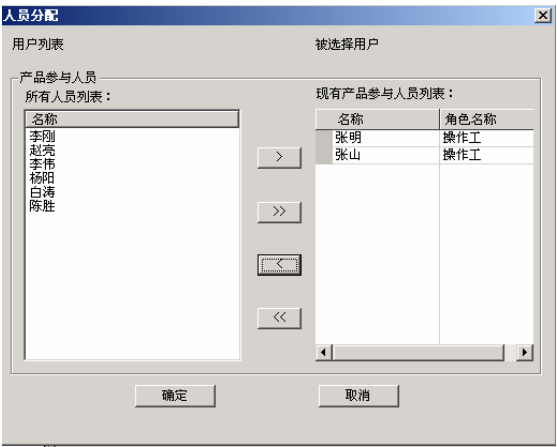 人员分配
用户列表 被选择用户
产品参与人员
所有人员列表： 现有产品参与人员列表：
名称 名称 角色名称
李刚 张明 操作工
赵亮 张山 操作工
李伟
杨阳
白涛
陈胜
>
>>
<
<<
确定 取消